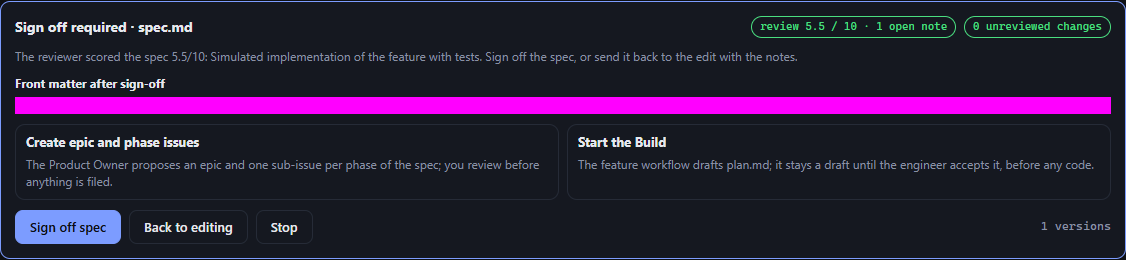 Sign off required · spec.md
review 5.5 / 10 · 1 open note
0 unreviewed changes
The reviewer scored the spec 5.5/10: Simulated implementation of the feature with tests. Sign off the spec, or send it back to the edit with the notes.
Front matter after sign-off
Create epic and phase issues
The Product Owner proposes an epic and one sub-issue per phase of the spec; you review before
anything is filed.
Start the Build
The feature workflow drafts plan.md; it stays a draft until the engineer accepts it, before any code.
Sign off spec
Back to editing
Stop
1 versions